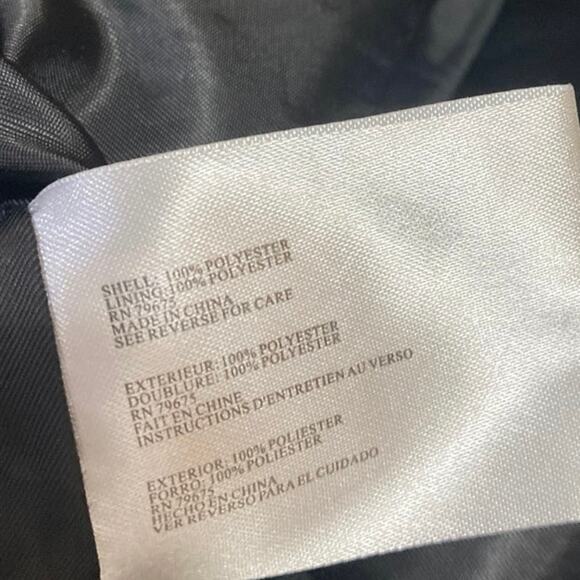 SHELL: 100% POLYESTER
LINING: 100% POLYESTER
RN 79675
MADE IN CHINA
SEE REVERSE FOR CARE
EXTERIEUR: 100% POLYESTER
DOUBLURE: 100% POLYESTER
RN 79675
FAIT EN CHINE
INSTRUCTIONS D'ENTRETIEN AU VERSO
EXTERIOR: 100% POLIESTER
FORRO: 100% POLIESTER
RN 79675
HECHO EN CHINA
VER REVERSO PARA EL CUIDADO